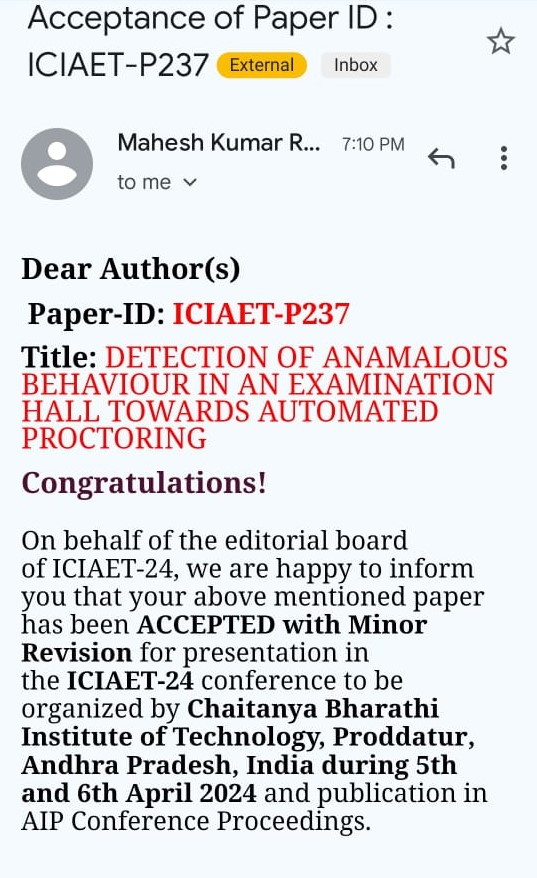 Acceptance of Paper ID :
ICIAET-P237 External Inbox
Mahesh Kumar R... 7:10 PM
to me
Dear Author(s)
Paper-ID: ICIAET-P237
Title: DETECTION OF ANAMALOUS
BEHAVIOUR IN AN EXAMINATION
HALL TOWARDS AUTOMATED
PROCTORING
Congratulations!
On behalf of the editorial board
of ICIAET-24, we are happy to inform
you that your above mentioned paper
has been ACCEPTED with Minor
Revision for presentation in
the ICIAET-24 conference to be
organized by Chaitanya Bharathi
Institute of Technology, Proddatur,
Andhra Pradesh, India during 5th
and 6th April 2024 and publication in
AIP Conference Proceedings.